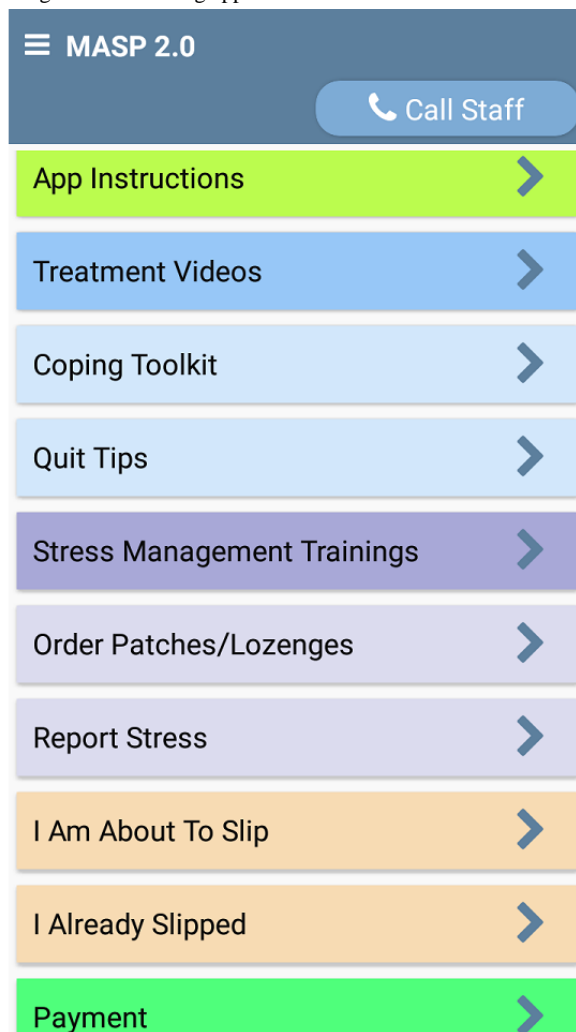 MASP 2.0
Call Staff
App Instructions
Treatment Videos
Coping Toolkit
Quit Tips
Stress Management Trainings
Order Patches/Lozenges
Report Stress
I Am About To Slip
I Already Slipped
Payment